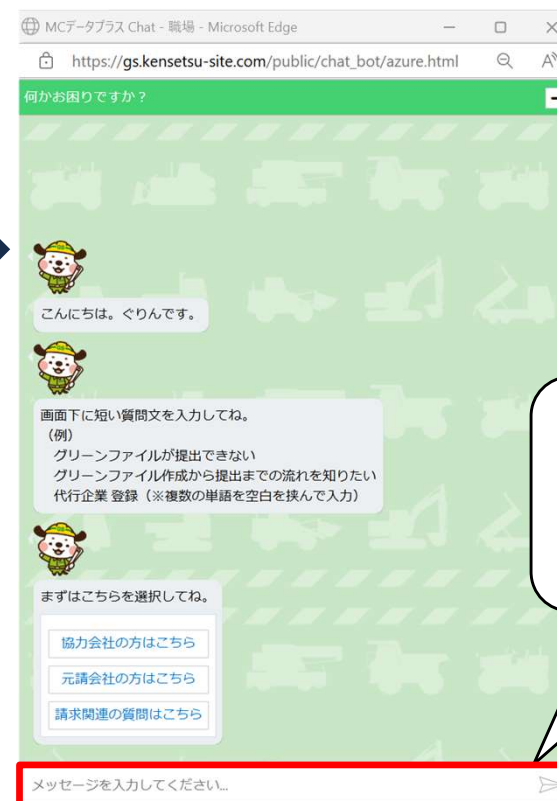 MCデータプラス Chat - 職場 - Microsoft Edge
https://gs.kensetsu-site.com/public/chat_bot/azure.html
何かお困りですか？
こんにちは。ぐりんです。
画面下に短い質問文を入力してね。
（例）
グリーンファイルが提出できない
グリーンファイル作成から提出までの流れを知りたい
代行企業 登録（※複数の単語を空白を挟んで入力）
まずはこちらを選択してね。
協力会社の方はこちら
元請会社の方はこちら
請求関連の質問はこちら
メッセージを入力してください...